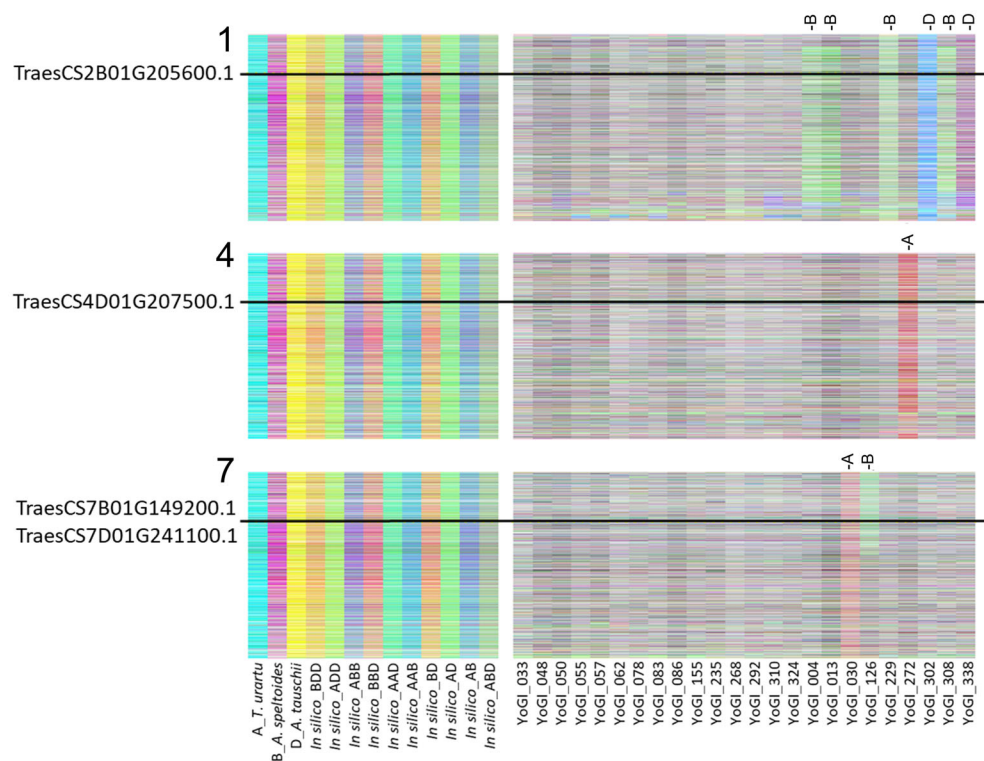 -B
-B
-B
-D
-B
-D
1
TraesCS2B01G205600.1
-A
4
TraesCS4D01G207500.1
-A
-B
7
TraesCS7B01G149200.1
TraesCS7D01G241100.1
A_T. urartu
B_A. speltoides
D_A. tauschii
In silico_BDD
In silico_ADD
In silico_ABB
In silico_BBD
In silico_AAD
In silico_AAB
In silico_BD
In silico_AD
In silico_AB
In silico_ABD
YoGI_033
YoGI_048
YoGI_050
YoGI_055
YoGI_057
YoGI_062
YoGI_078
YoGI_083
YoGI_086
YoGI_155
YoGI_235
YoGI_268
YoGI_292
YoGI_310
YoGI_324
YoGI_004
YoGI_013
YoGI_030
YoGI_126
YoGI_229
YoGI_272
YoGI_302
YoGI_308
YoGI_338